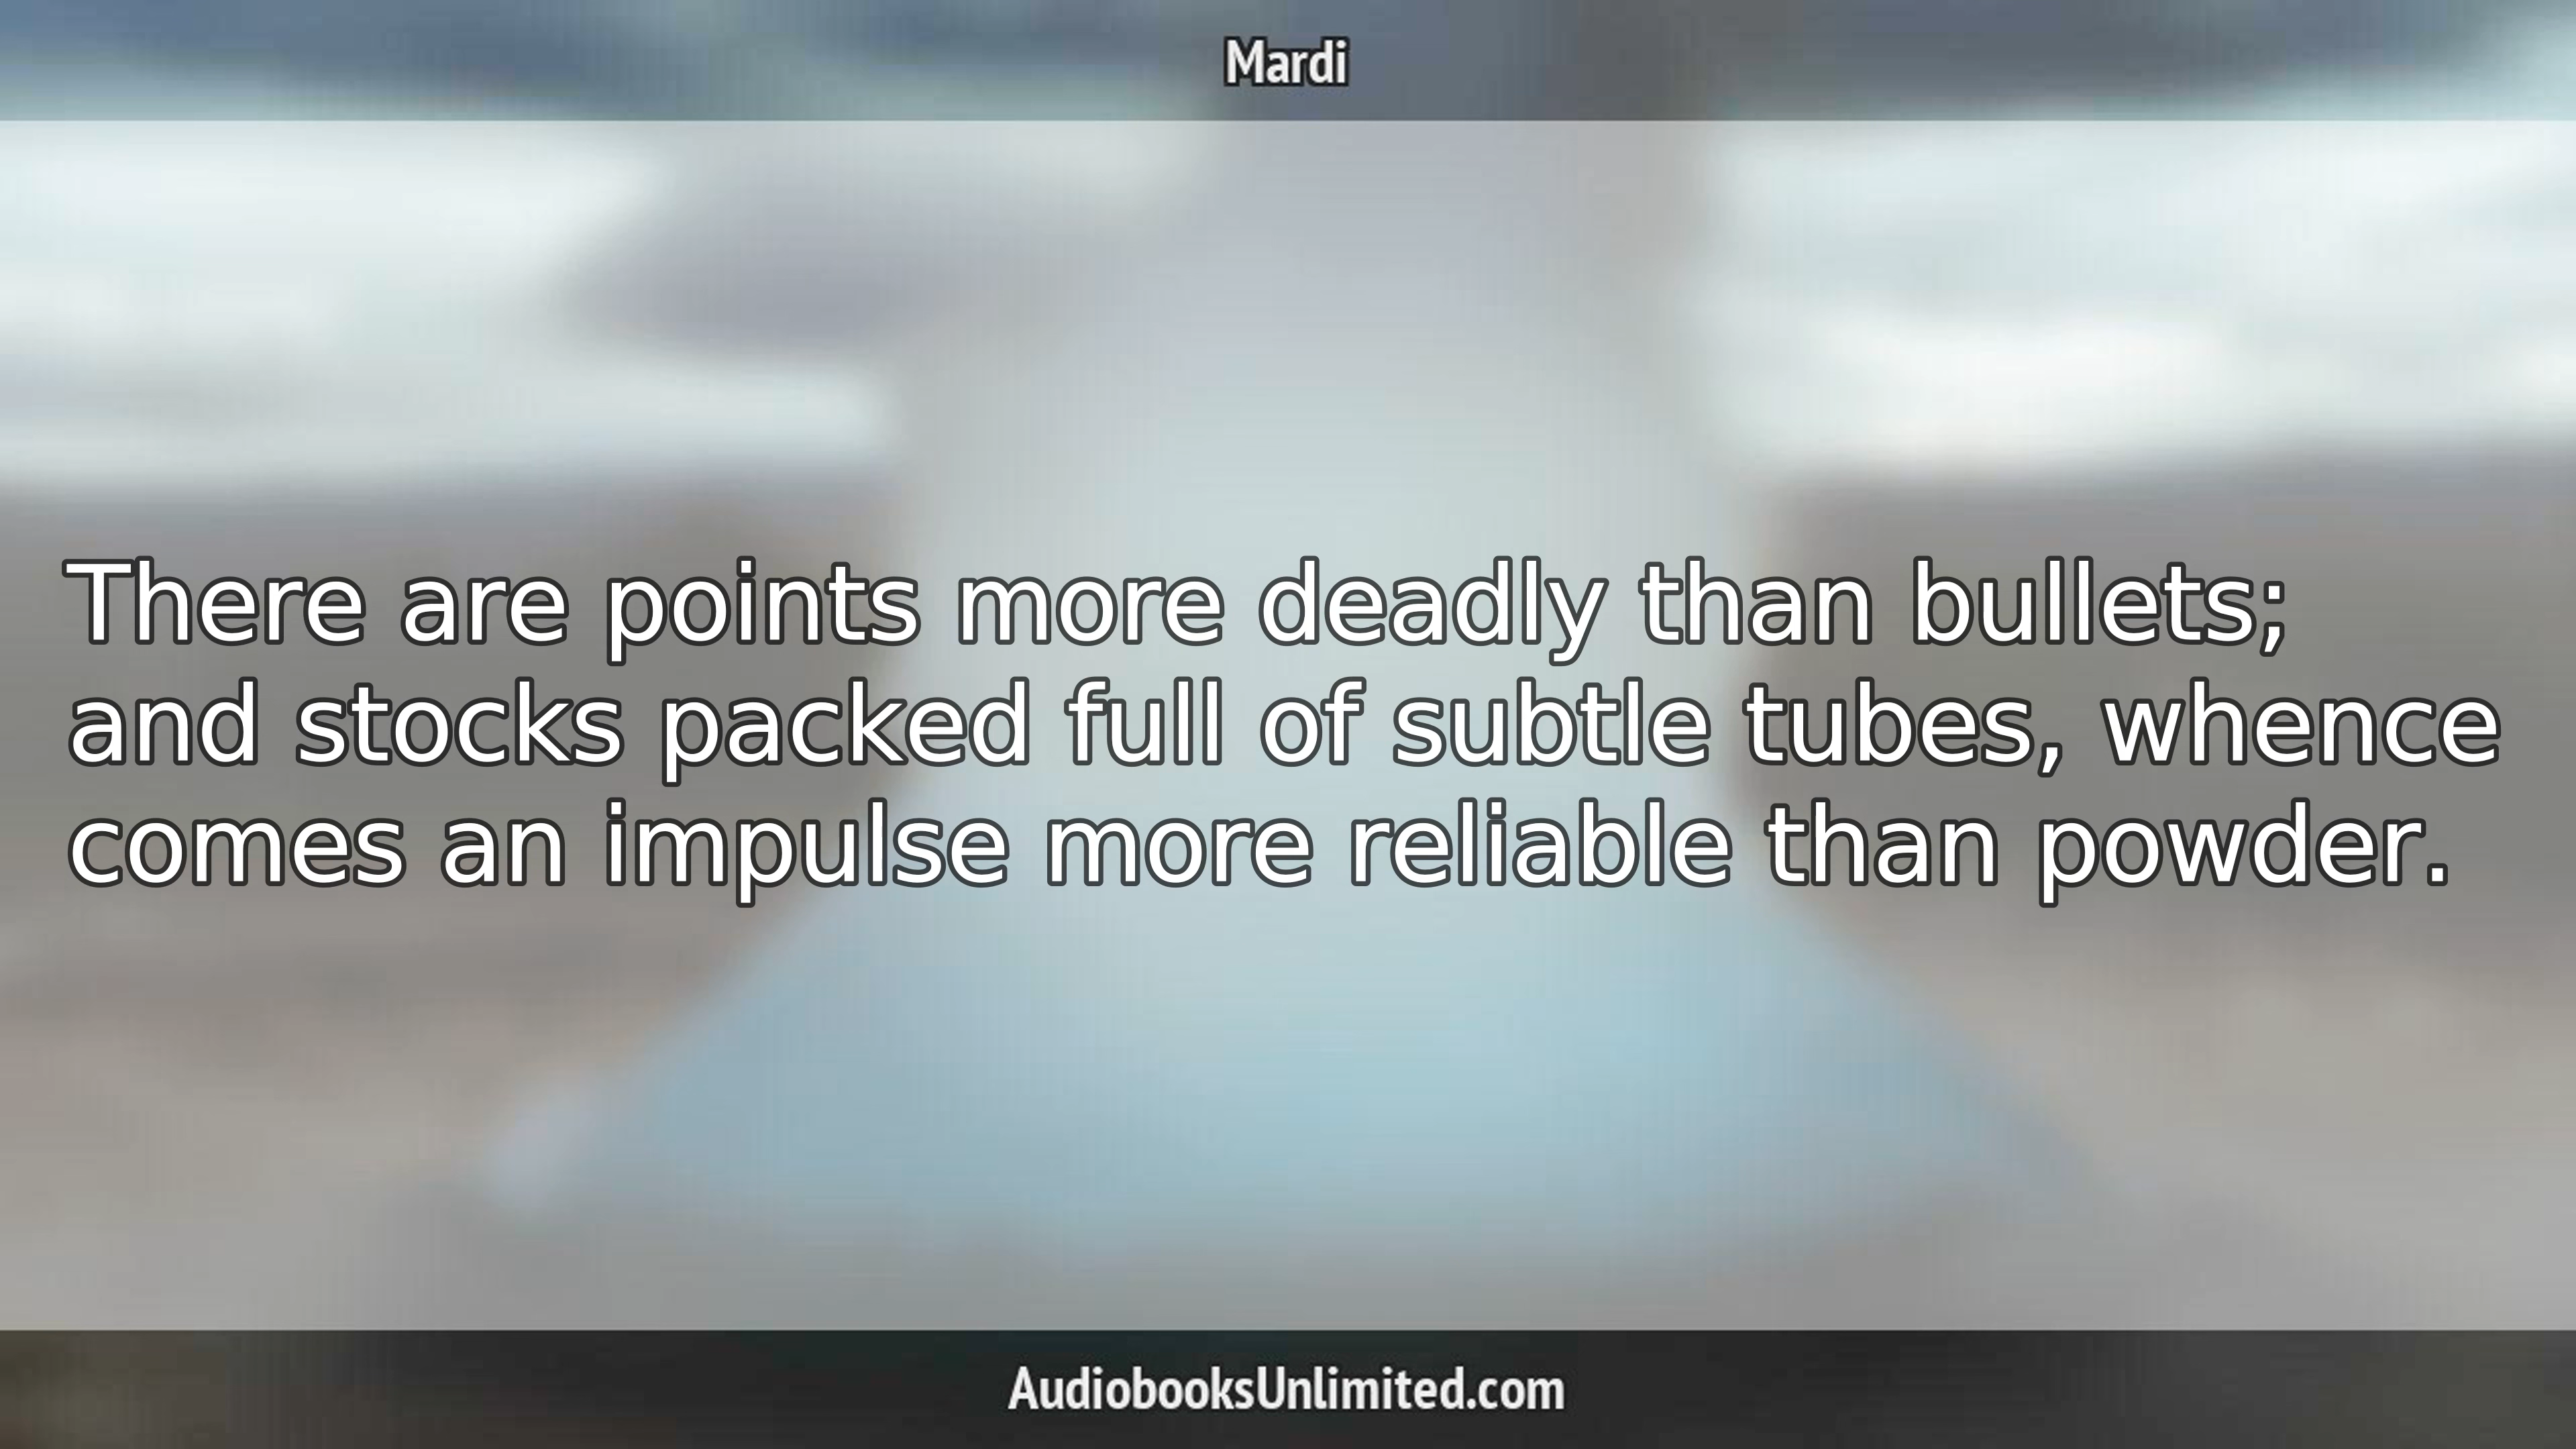 Mardi
There are points more deadly than bullets;
and stocks packed full of subtle tubes, whence
comes an impulse more reliable than powder.
AudiobooksUnlimited.com